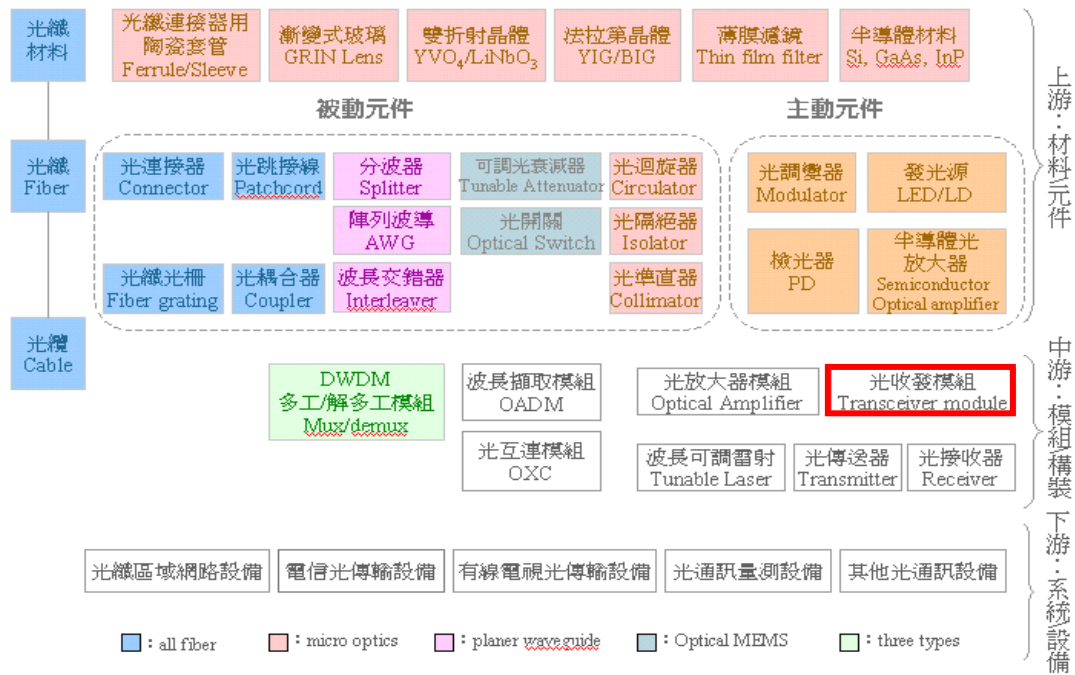 光纖
材料
光纖連接器用
陶瓷套管
Ferrule/Sleeve
漸變式玻璃
GRIN Lens
雙折射晶體
YVO₄/LiNbO₃
法拉第晶體
YIG/BIG
薄膜濾鏡
Thin film filter
半導體材料
Si, GaAs, InP
上游：材料元件
被動元件
主動元件
光纖
Fiber
光連接器
Connector
光跳接線
Patchcord
分波器
Splitter
可調光衰減器
Tunable Attenuator
光迴旋器
Circulator
光調變器
Modulator
發光源
LED/LD
陣列波導
AWG
光開關
Optical Switch
光隔絕器
Isolator
光纖光柵
Fiber grating
光耦合器
Coupler
波長交錯器
Interleaver
光準直器
Collimator
檢光器
PD
半導體光
放大器
Semiconductor
Optical amplifier
光纜
Cable
DWDM
多工/解多工模組
Mux/demux
波長擷取模組
OADM
光放大器模組
Optical Amplifier
光收發模組
Transceiver module
中游：模組/構裝
光互連模組
OXC
波長可調雷射
Tunable Laser
光傳送器
Transmitter
光接收器
Receiver
光纖區域網路設備
電信光傳輸設備
有線電視光傳輸設備
光通訊量測設備
其他光通訊設備
下游：系統/設備
：all fiber
：micro optics
：planer waveguide
：Optical MEMS
：three types